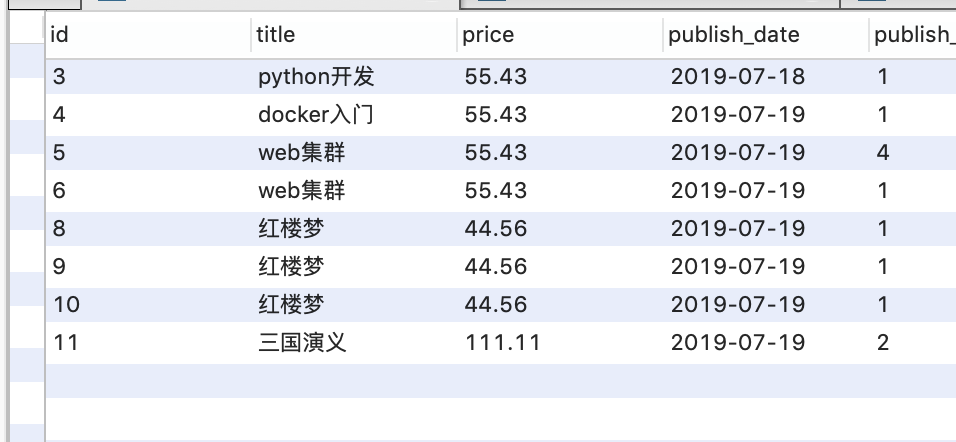 id title price publish_date publish_
3 python开发 55.43 2019-07-18 1
4 docker入门 55.43 2019-07-19 1
5 web集群 55.43 2019-07-19 4
6 web集群 55.43 2019-07-19 1
8 红楼梦 44.56 2019-07-19 1
9 红楼梦 44.56 2019-07-19 1
10 红楼梦 44.56 2019-07-19 1
11 三国演义 111.11 2019-07-19 2